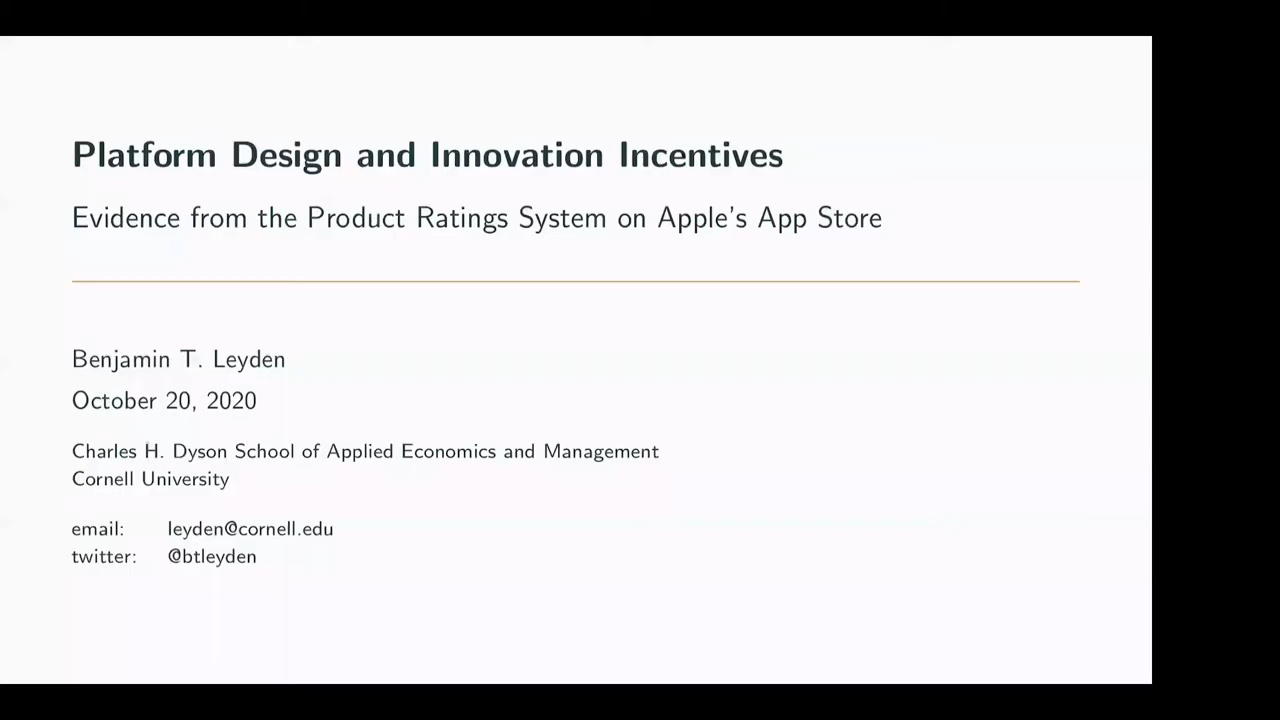 Platform Design and Innovation Incentives
Evidence from the Product Ratings System on Apple's App Store
Benjamin T. Leyden
October 20, 2020
Charles H. Dyson School of Applied Economics and Management
Cornell University
email: leyden@cornell.edu
twitter: @btleyden